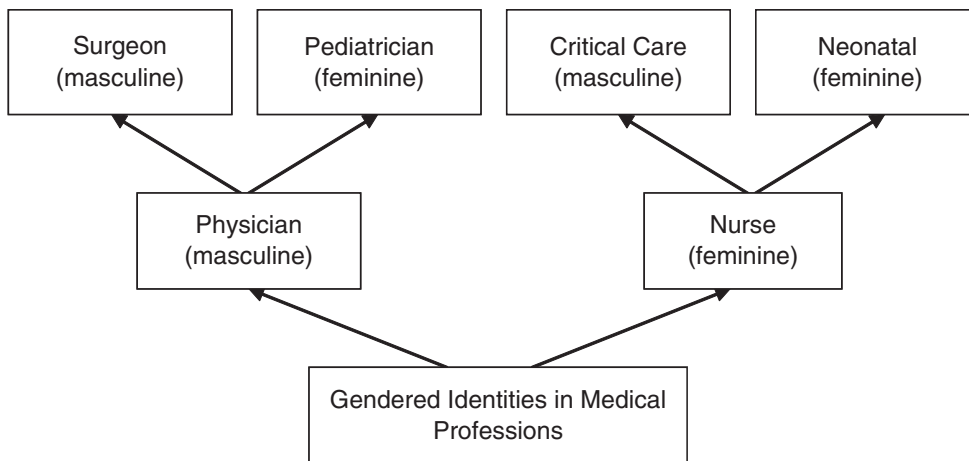 Surgeon
(masculine)
Pediatrician
(feminine)
Critical Care
(masculine)
Neonatal
(feminine)
Physician
(masculine)
Nurse
(feminine)
Gendered Identities in Medical
Professions